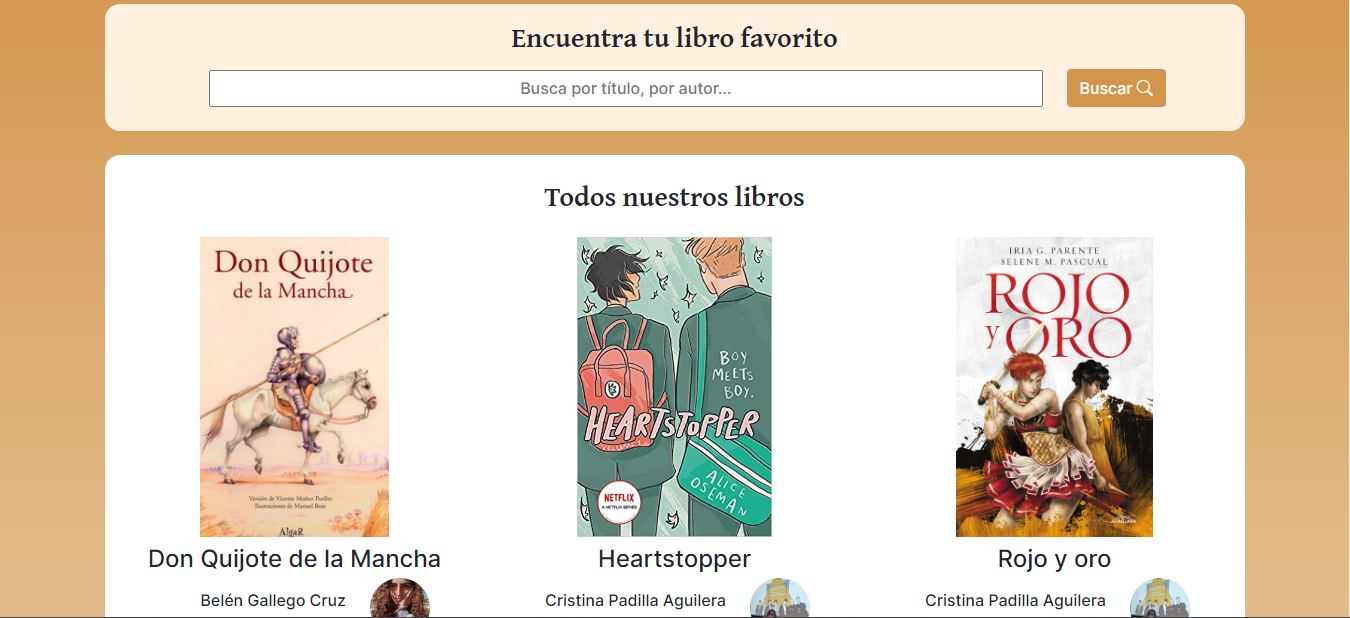 Encuentra tu libro favorito
Busca por título, por autor...
Buscar
Todos nuestros libros
Don Quijote
de la Mancha
Versión de Vicente Muñoz Puelles
Ilustraciones de Manuel Boix
AlgaR
BOY
MEETS
BOY.
HEARTSTOPPER
VOLUME 1
ALICE
OSEMAN
NETFLIX
A NETFLIX SERIES
IRIA G. PARENTE
SELENE M. PASCUAL
ROJO
Y ORO
ALFAGUARA
Don Quijote de la Mancha
Heartstopper
Rojo y oro
Belén Gallego Cruz
Cristina Padilla Aguilera
Cristina Padilla Aguilera